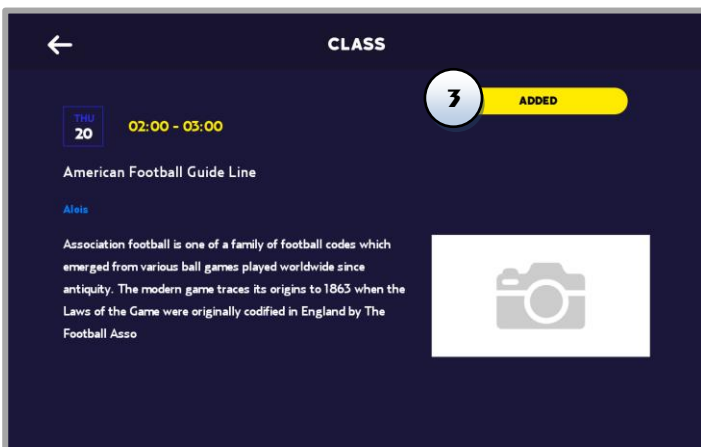 CLASS
3
ADDED
THU
20
02:00 - 03:00
American Football Guide Line
Alois
Association football is one of a family of football codes which
emerged from various ball games played worldwide since
antiquity. The modern game traces its origins to 1863 when the
Laws of the Game were originally codified in England by The
Football Asso